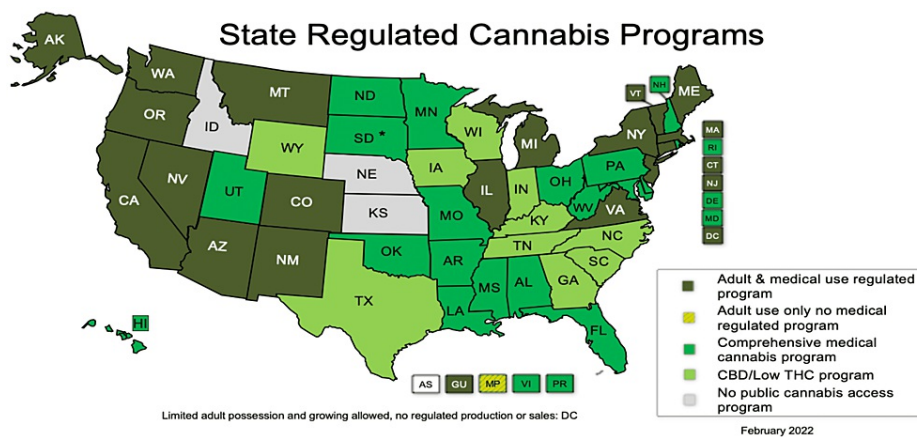 State Regulated Cannabis Programs
AK
WA
MT
ND
MN
VT
NH
ME
OR
ID
WY
SD *
WI
MI
NY
MA
RI
CT
NJ
DE
MD
DC
NV
UT
CO
NE
IA
IL
IN
OH
PA
CA
KS
MO
KY
WV
VA
AZ
NM
OK
AR
TN
NC
SC
TX
LA
MS
AL
GA
FL
HI
AS
GU
MP
VI
PR
Adult & medical use regulated
program
Adult use only no medical
regulated program
Comprehensive medical
cannabis program
CBD/Low THC program
No public cannabis access
program
Limited adult possession and growing allowed, no regulated production or sales: DC
February 2022